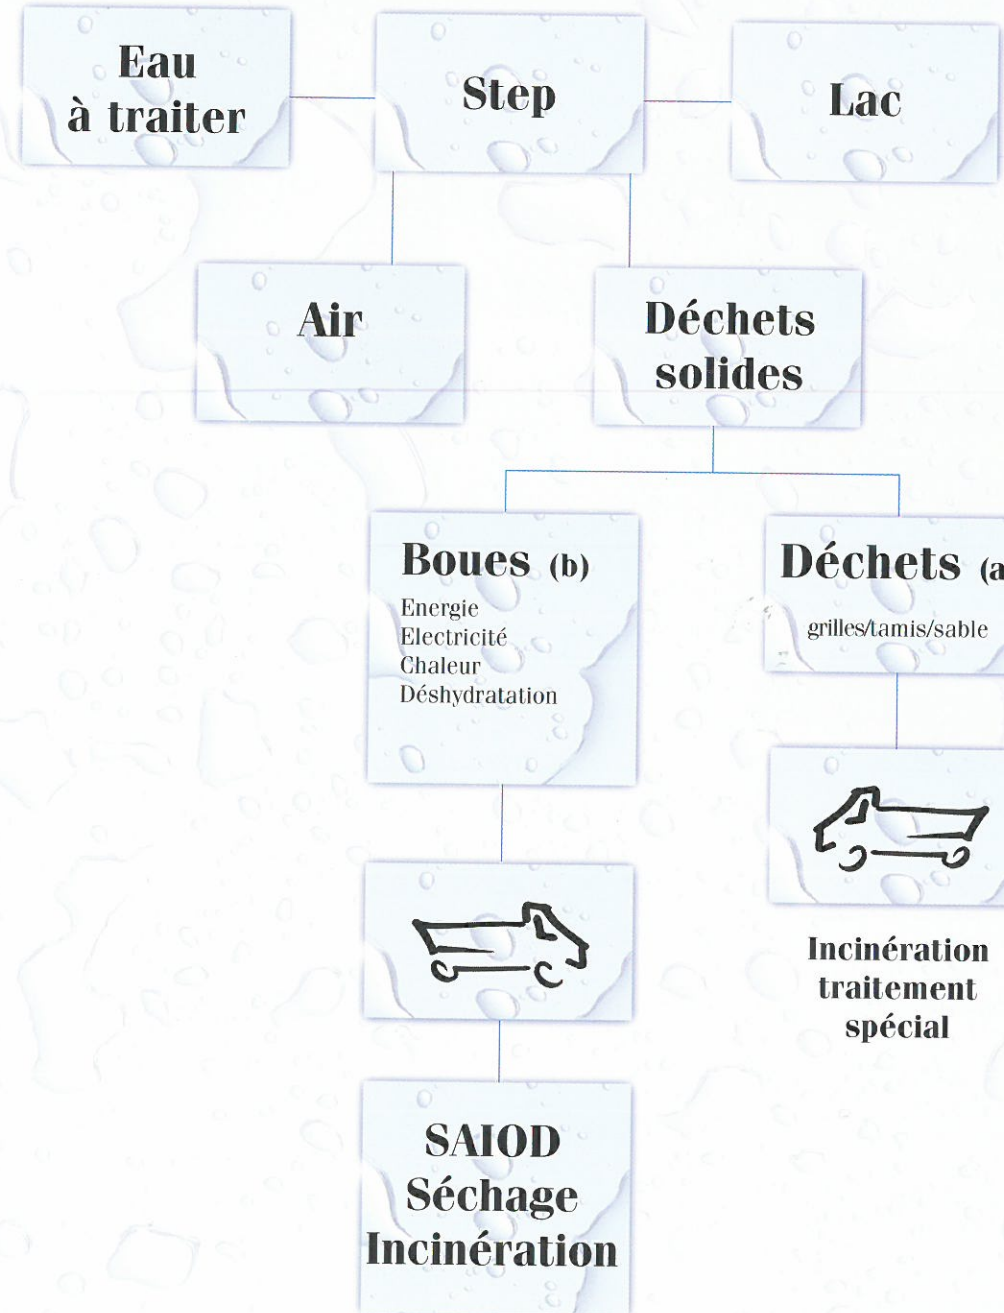 Eau
à traiter
Step
Lac
Air
Déchets
solides
Boues (b)
Energie
Electricité
Chaleur
Déshydratation
Déchets (a
grilles/tamis/sable
Incinération
traitement
spécial
SAIOD
Séchage
Incinération